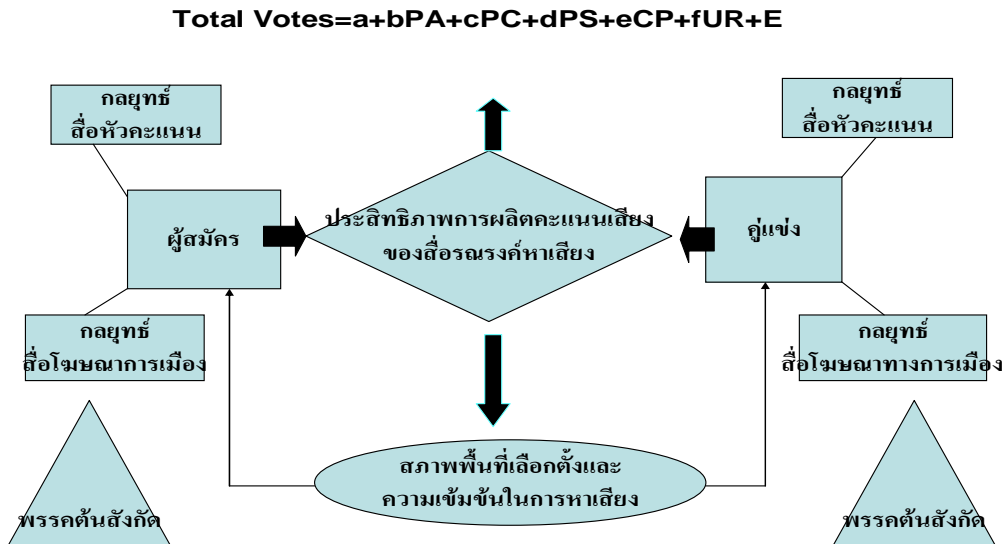 Total Votes=a+bPA+cPC+dPS+eCP+fUR+E
กลยุทธ์
สื่อหัวคะแนน
กลยุทธ์
สื่อหัวคะแนน
ผู้สมัคร
ประสิทธิภาพการผลิตคะแนนเสียง
ของสื่อรณรงค์หาเสียง
คู่แข่ง
กลยุทธ์
สื่อโฆษณาการเมือง
กลยุทธ์
สื่อโฆษณาทางการเมือง
สภาพพื้นที่เลือกตั้งและ
ความเข้มข้นในการหาเสียง
พรรคต้นสังกัด
พรรคต้นสังกัด